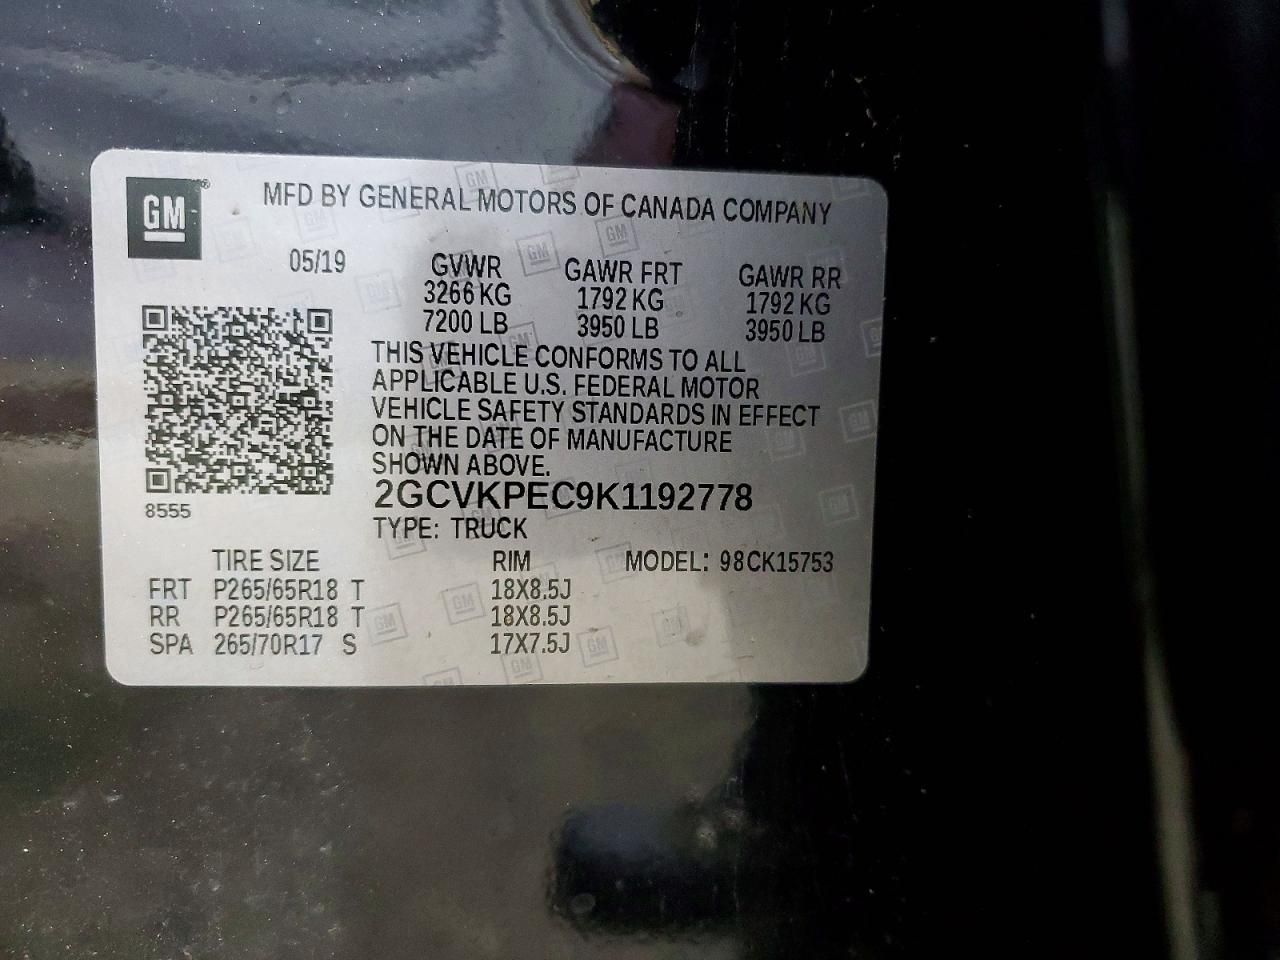 GM®
MFD BY GENERAL MOTORS OF CANADA COMPANY
05/19
GVWR GAWR FRT GAWR RR
3266 KG 1792 KG 1792 KG
7200 LB 3950 LB 3950 LB
THIS VEHICLE CONFORMS TO ALL
APPLICABLE U.S. FEDERAL MOTOR
VEHICLE SAFETY STANDARDS IN EFFECT
ON THE DATE OF MANUFACTURE
SHOWN ABOVE.
2GCVKPEC9K1192778
8555
TYPE: TRUCK
TIRE SIZE RIM MODEL: 98CK15753
FRT P265/65R18 T 18X8.5J
RR P265/65R18 T 18X8.5J
SPA 265/70R17 S 17X7.5J